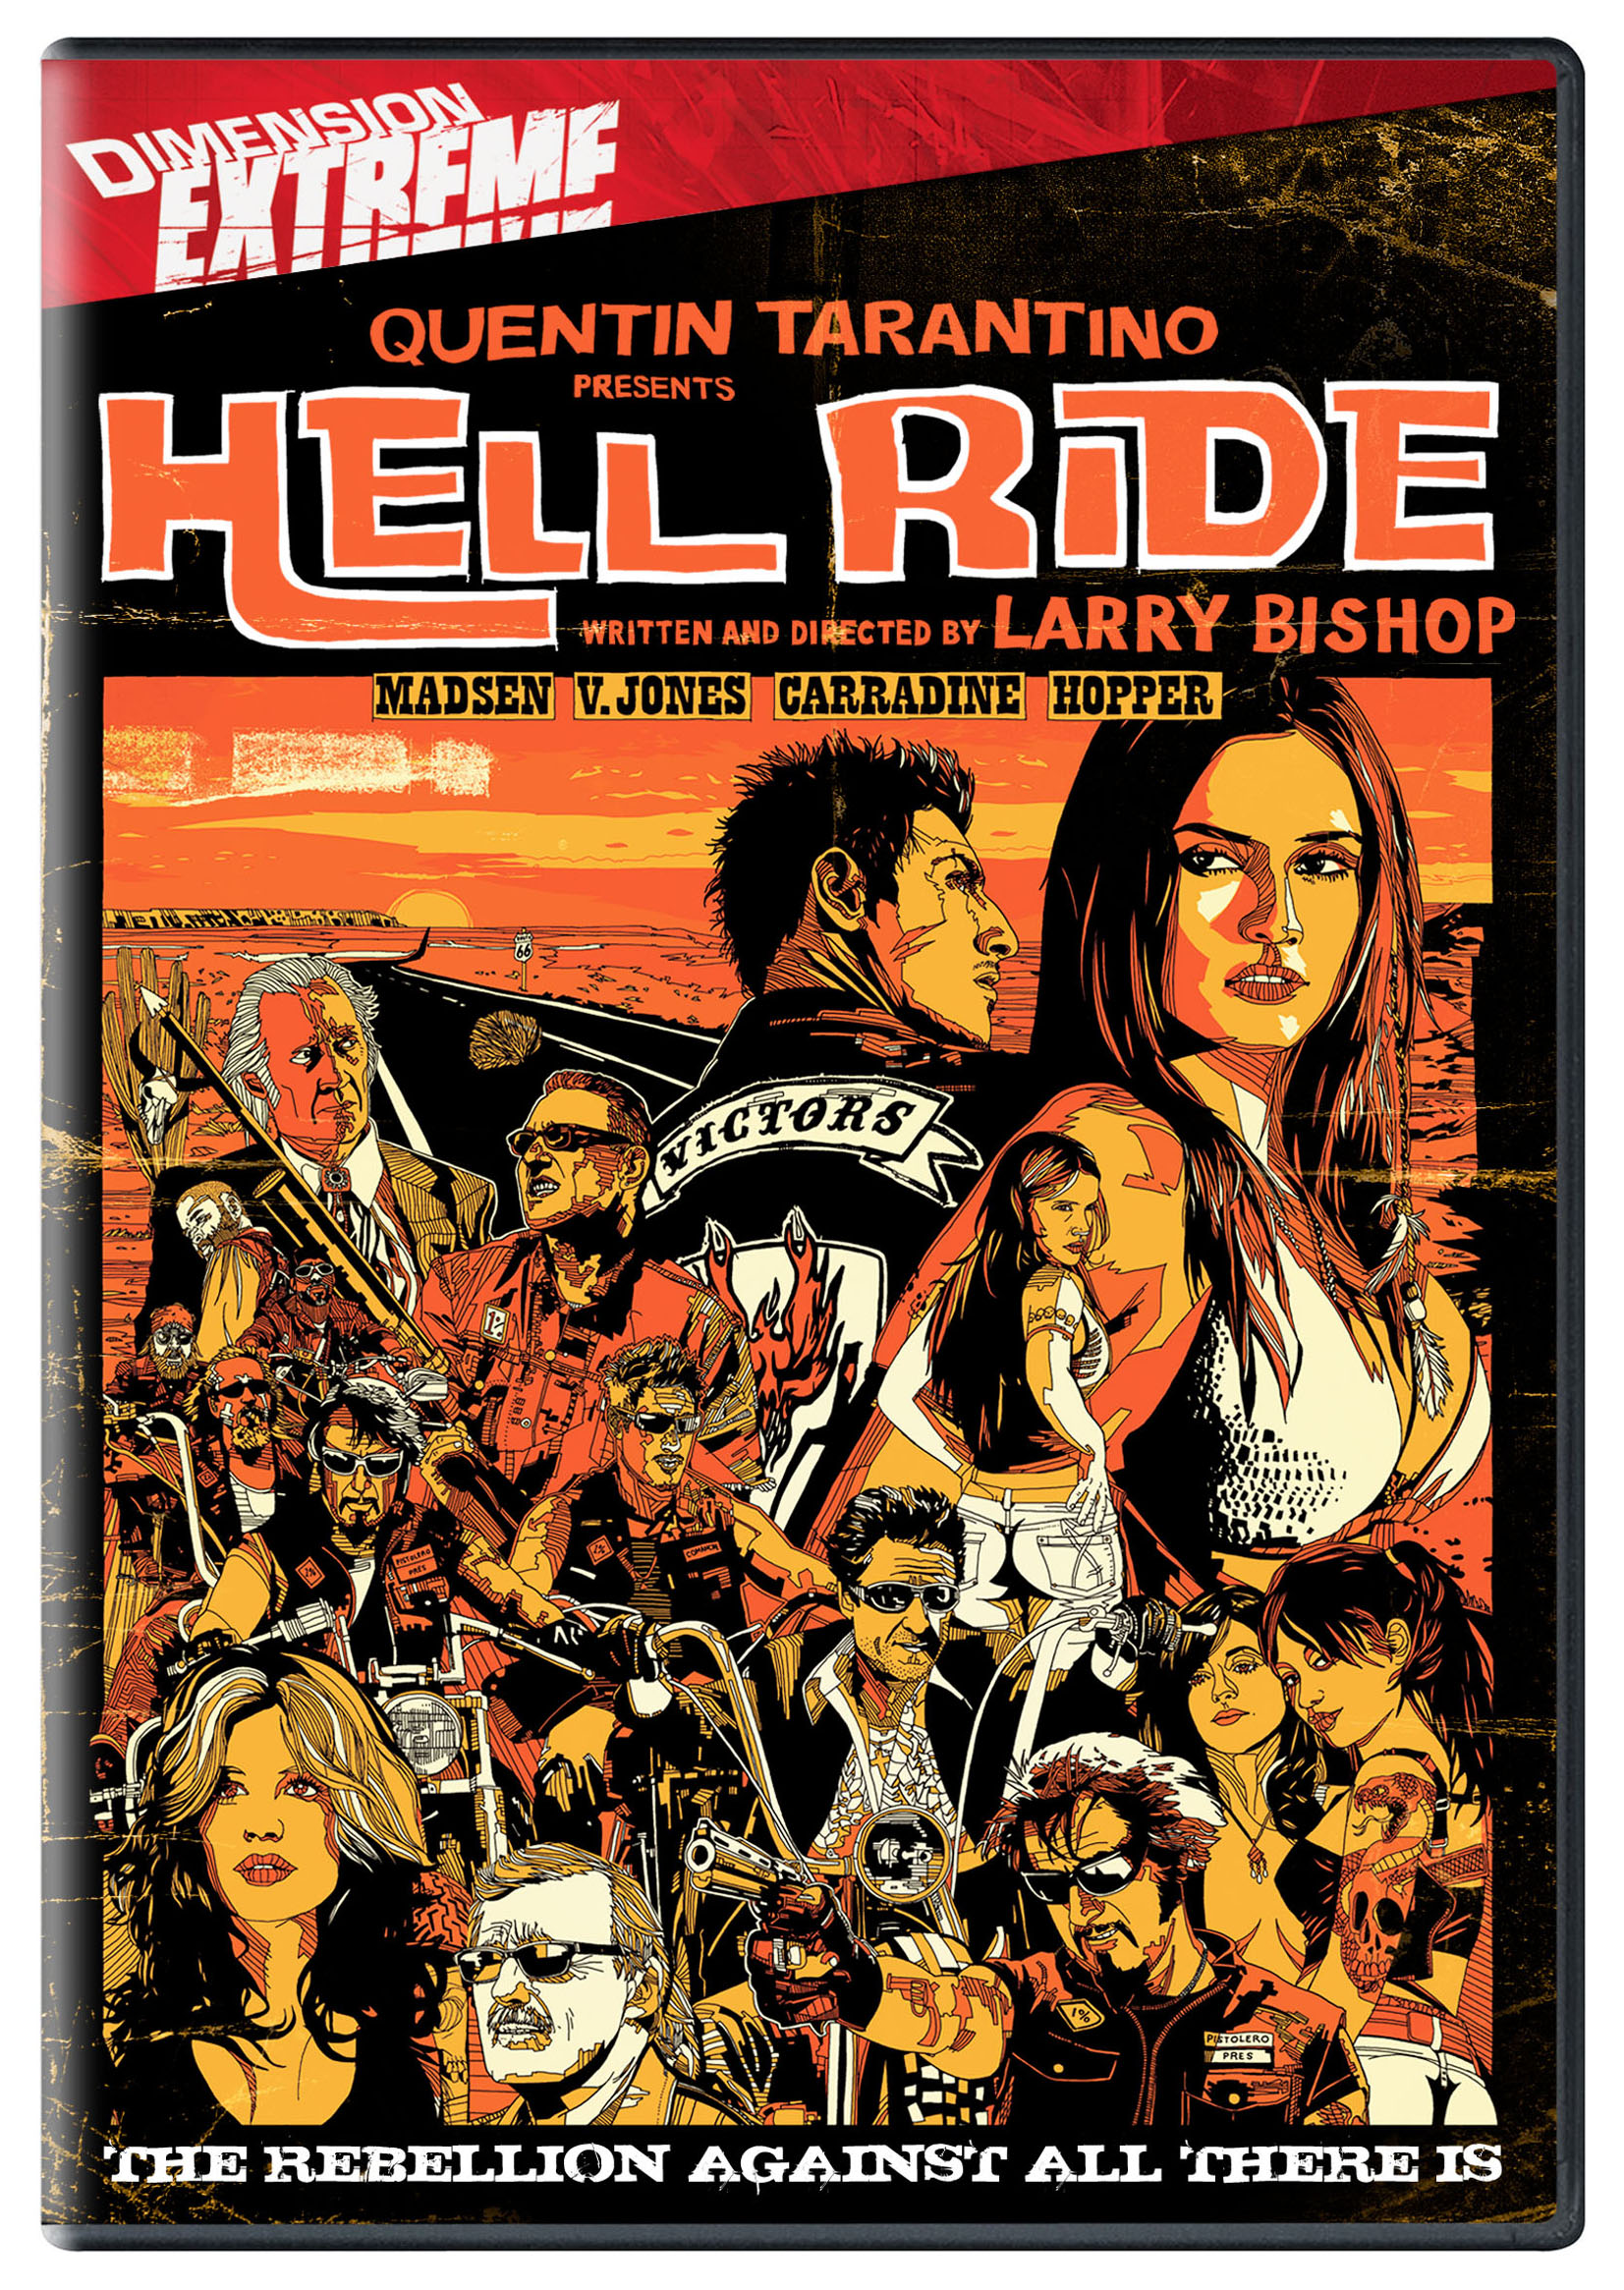 DIMENSION
EXTREME
QUENTIN TARANTINO
PRESENTS
HELL RiDE
WRITTEN AND DIRECTED BY LARRY BISHOP
MADSEN V.JONES CARRADINE HOPPER
66
VICTORS
PISTOLERO
PRES
1%
PISTOLERO
PRES
THE REBELLION AGAINST ALL THERE IS